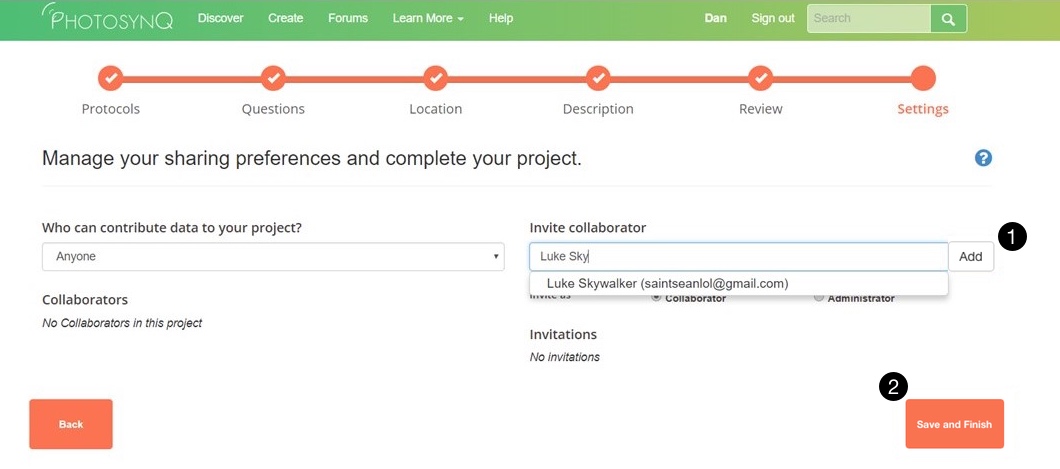 PHOTOSYNQ Discover Create Forums Learn More Help Dan Sign out Search
Protocols Questions Location Description Review Settings
Manage your sharing preferences and complete your project. ?
Who can contribute data to your project? Invite collaborator
1
Anyone Luke Sky Add
Luke Skywalker (saintseanlol@gmail.com)
Collaborators Invite as Collaborator Administrator
No Collaborators in this project
Invitations
No invitations
2
Back Save and Finish